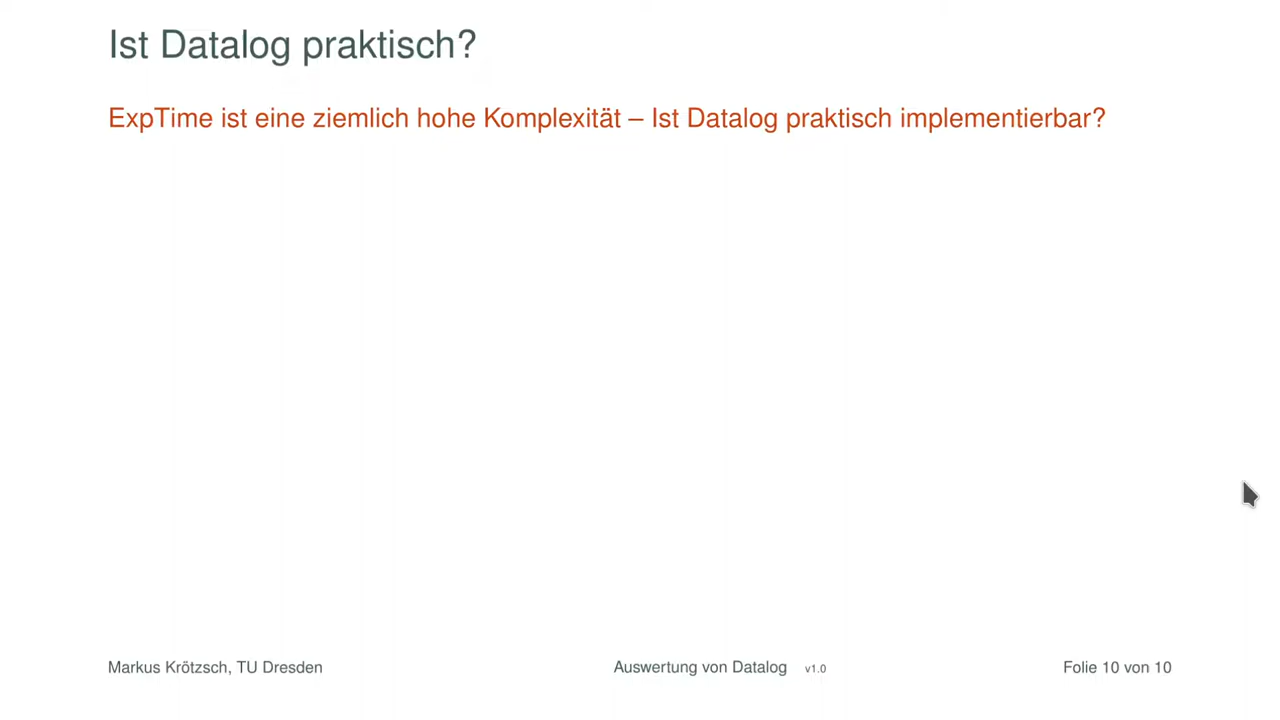 Ist Datalog praktisch?
ExpTime ist eine ziemlich hohe Komplexität – Ist Datalog praktisch implementierbar?
Markus Krötzsch, TU Dresden Auswertung von Datalog v1.0 Folie 10 von 10